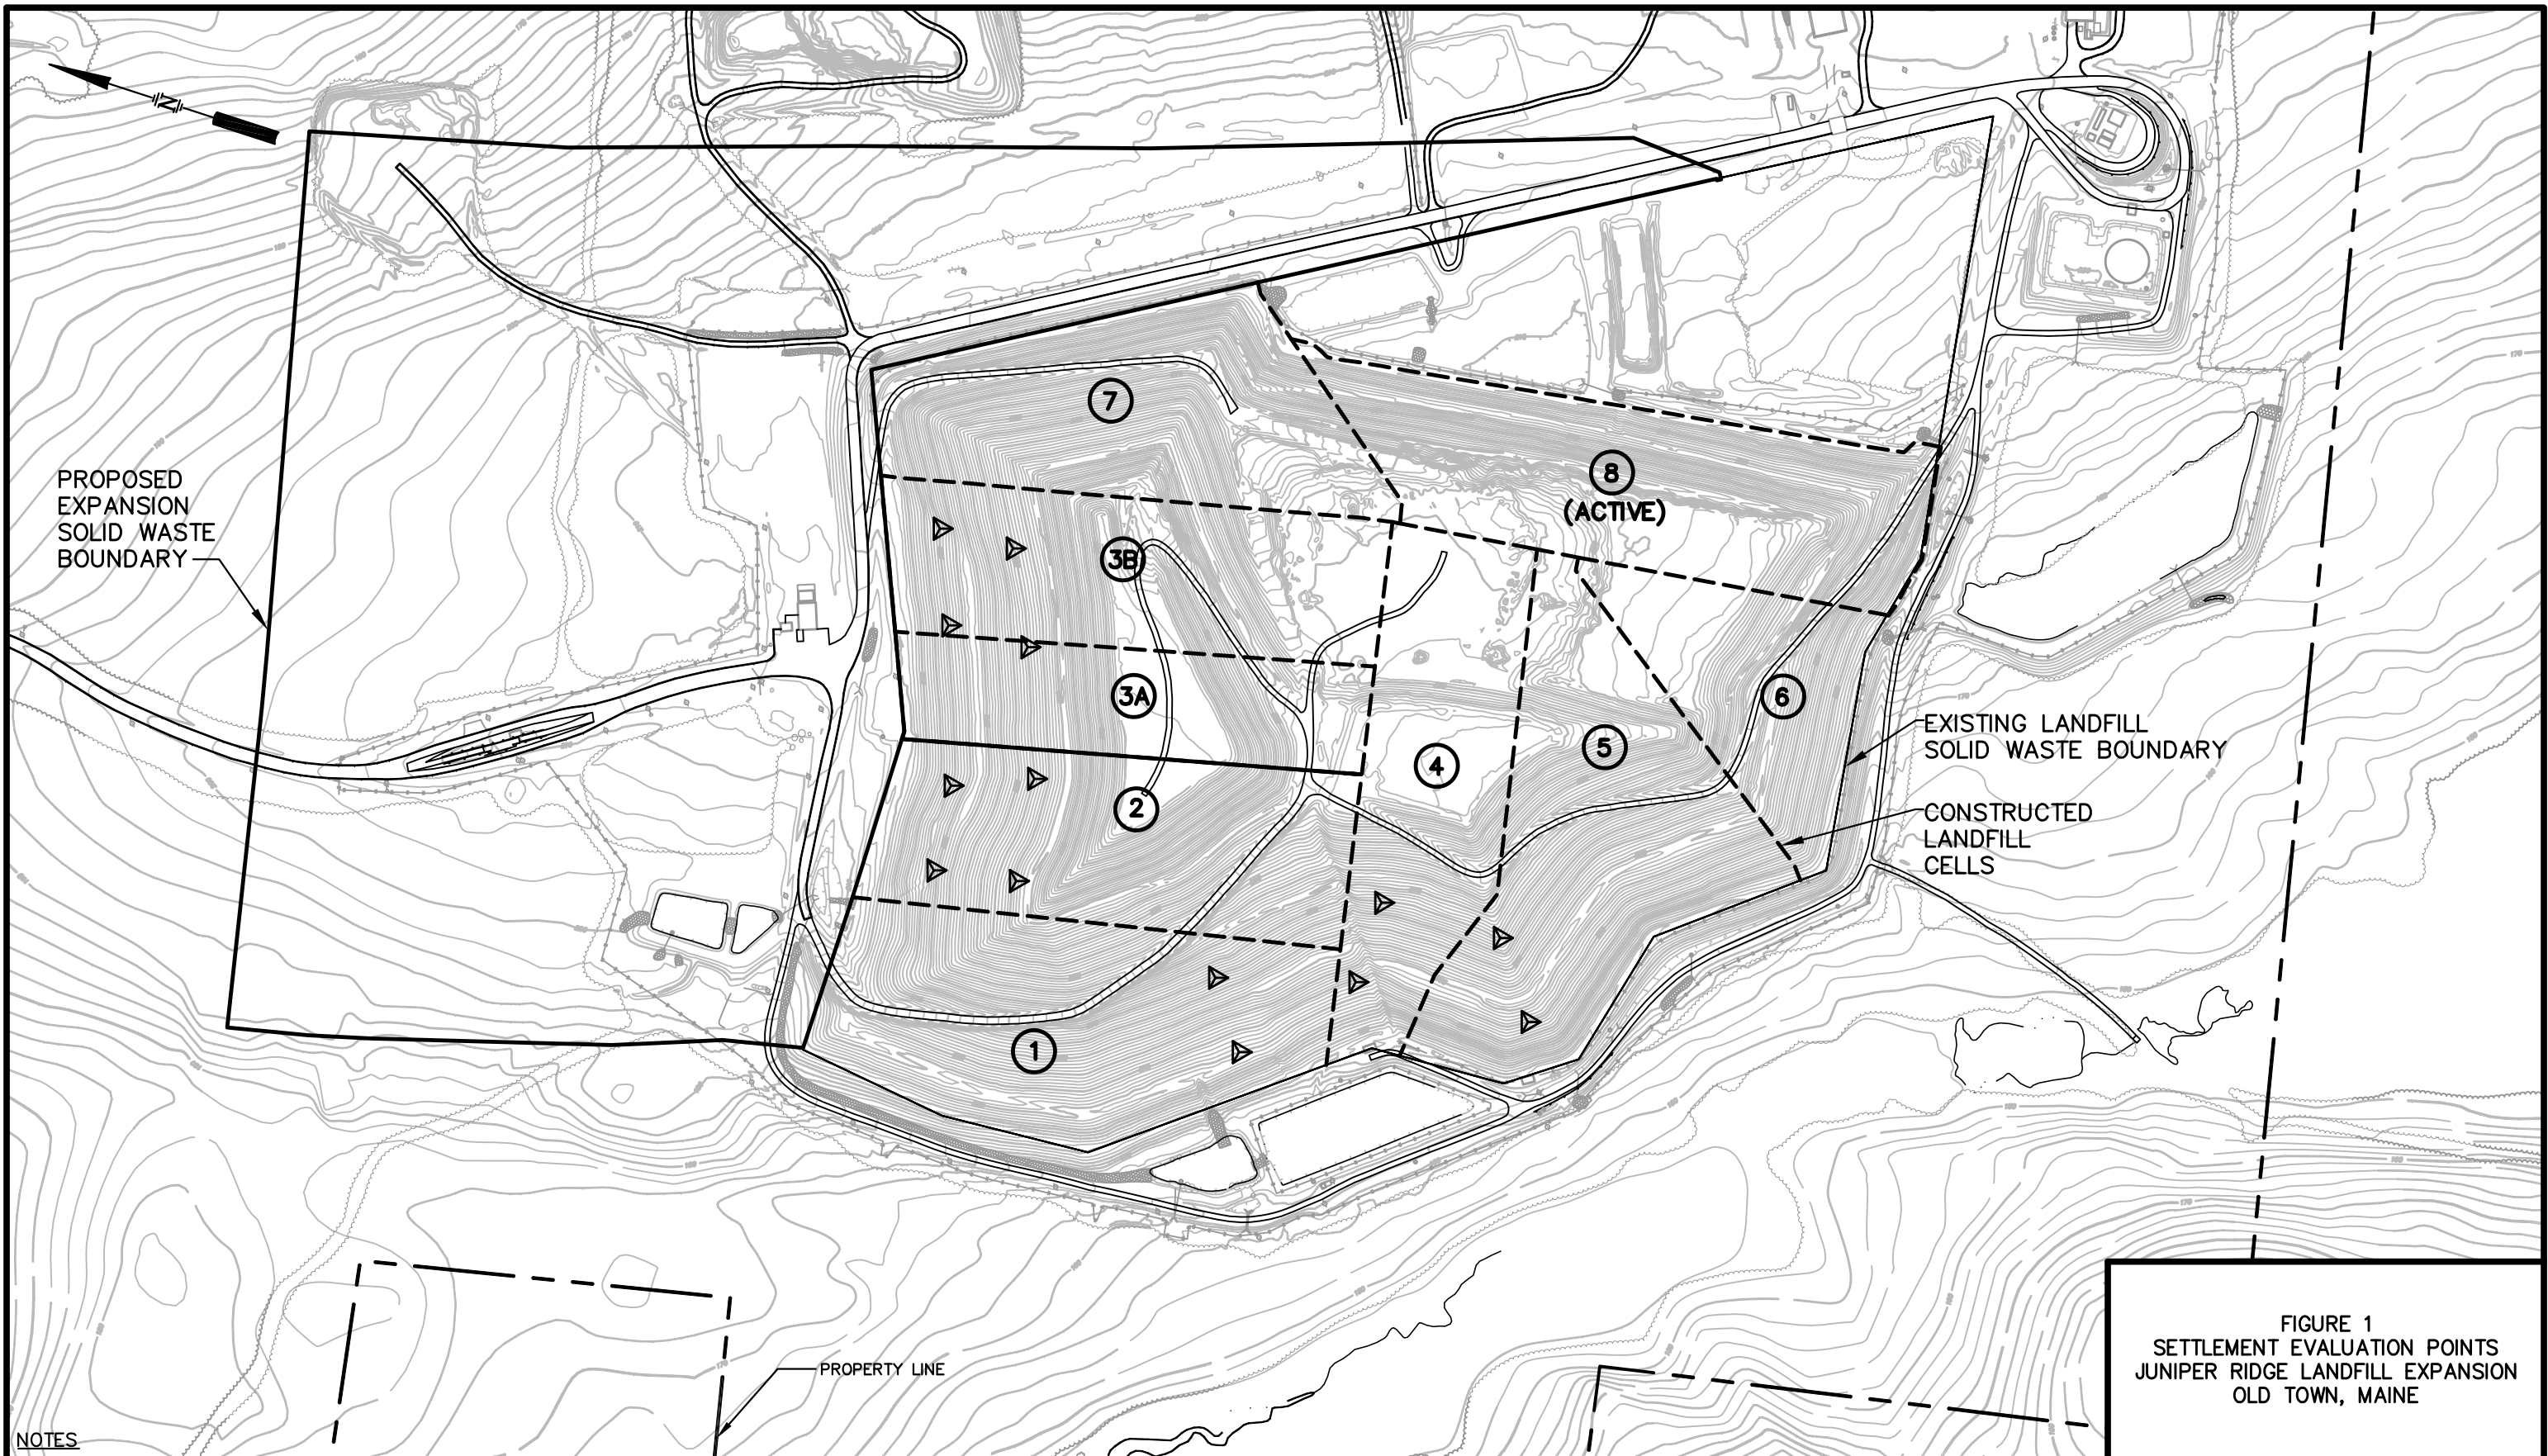 N
PROPOSED
EXPANSION
SOLID WASTE
BOUNDARY
7
8
(ACTIVE)
3B
3A
6
5
4
2
1
EXISTING LANDFILL
SOLID WASTE BOUNDARY
CONSTRUCTED
LANDFILL
CELLS
PROPERTY LINE
NOTES
FIGURE 1
SETTLEMENT EVALUATION POINTS
JUNIPER RIDGE LANDFILL EXPANSION
OLD TOWN, MAINE